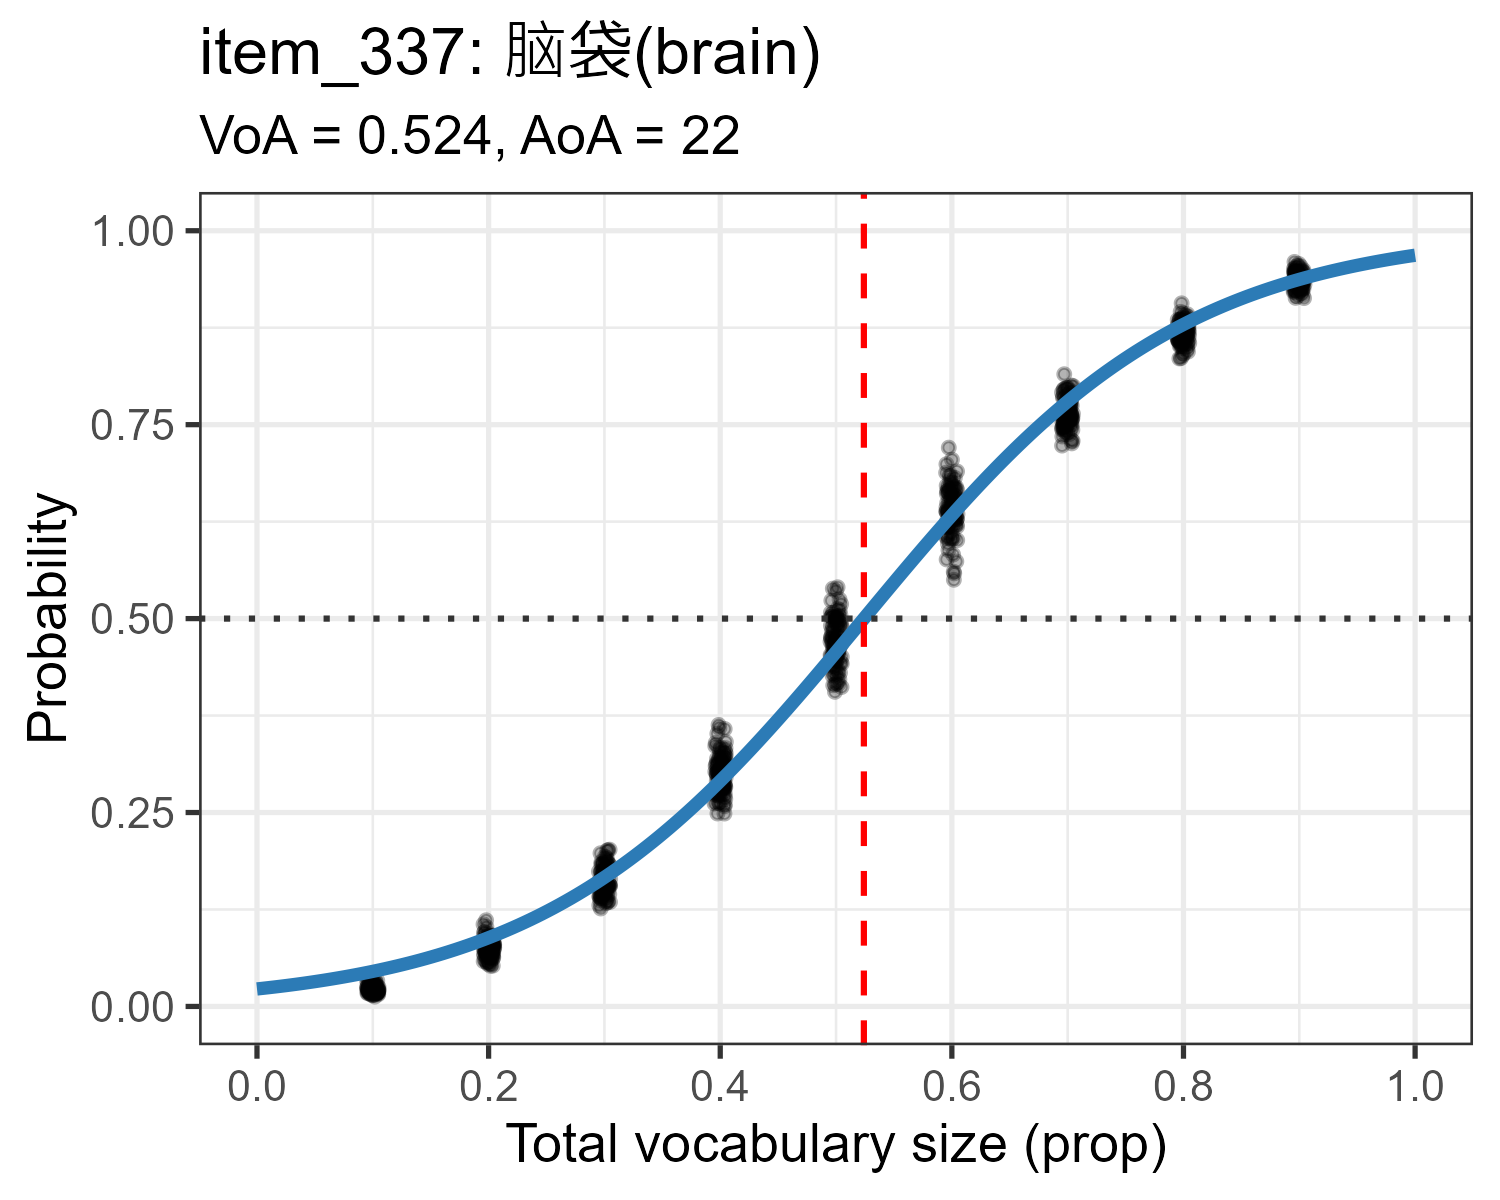 item_337: 脑袋(brain)
VoA = 0.524, AoA = 22
1.00
0.75
0.50
0.25
0.00
Probability
0.0 0.2 0.4 0.6 0.8 1.0
Total vocabulary size (prop)